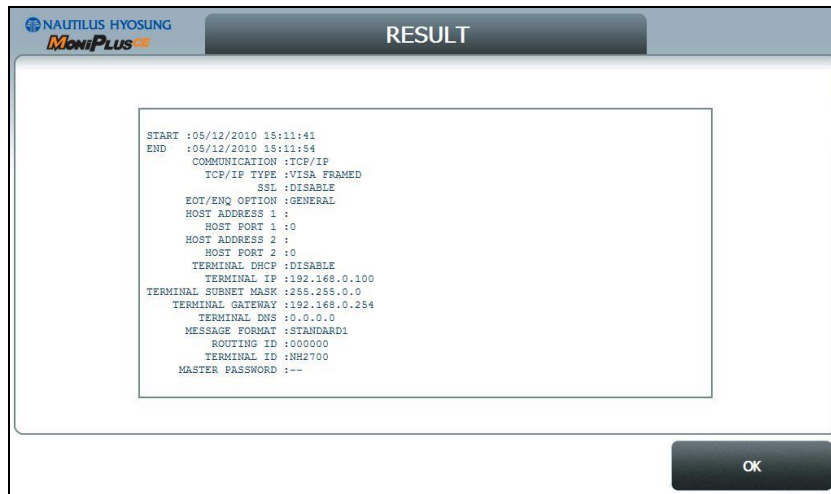 NAUTILUS HYOSUNG
MoniPlusCE
RESULT
START :05/12/2010 15:11:41
END :05/12/2010 15:11:54
COMMUNICATION :TCP/IP
TCP/IP TYPE :VISA FRAMED
SSL :DISABLE
EOT/ENQ OPTION :GENERAL
HOST ADDRESS 1 :
HOST PORT 1 :0
HOST ADDRESS 2 :
HOST PORT 2 :0
TERMINAL DHCP :DISABLE
TERMINAL IP :192.168.0.100
TERMINAL SUBNET MASK :255.255.0.0
TERMINAL GATEWAY :192.168.0.254
TERMINAL DNS :0.0.0.0
MESSAGE FORMAT :STANDARD1
ROUTING ID :000000
TERMINAL ID :NH2700
MASTER PASSWORD :--
OK